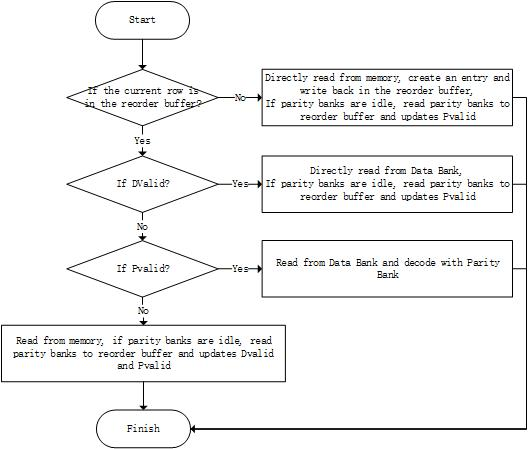 Start
If the current row is
in the reorder buffer?
No
Directly read from memory, create an entry and
write back in the reorder buffer,
If parity banks are idle, read parity banks to
reorder buffer and updates Pvalid
Yes
If DValid?
Yes
Directly read from Data Bank,
If parity banks are idle, read parity banks to
reorder buffer and updates Pvalid
No
If Pvalid?
Yes
Read from Data Bank and decode with Parity
Bank
No
Read from memory, if parity banks are idle, read
parity banks to reorder buffer and updates Dvalid
and Pvalid
Finish